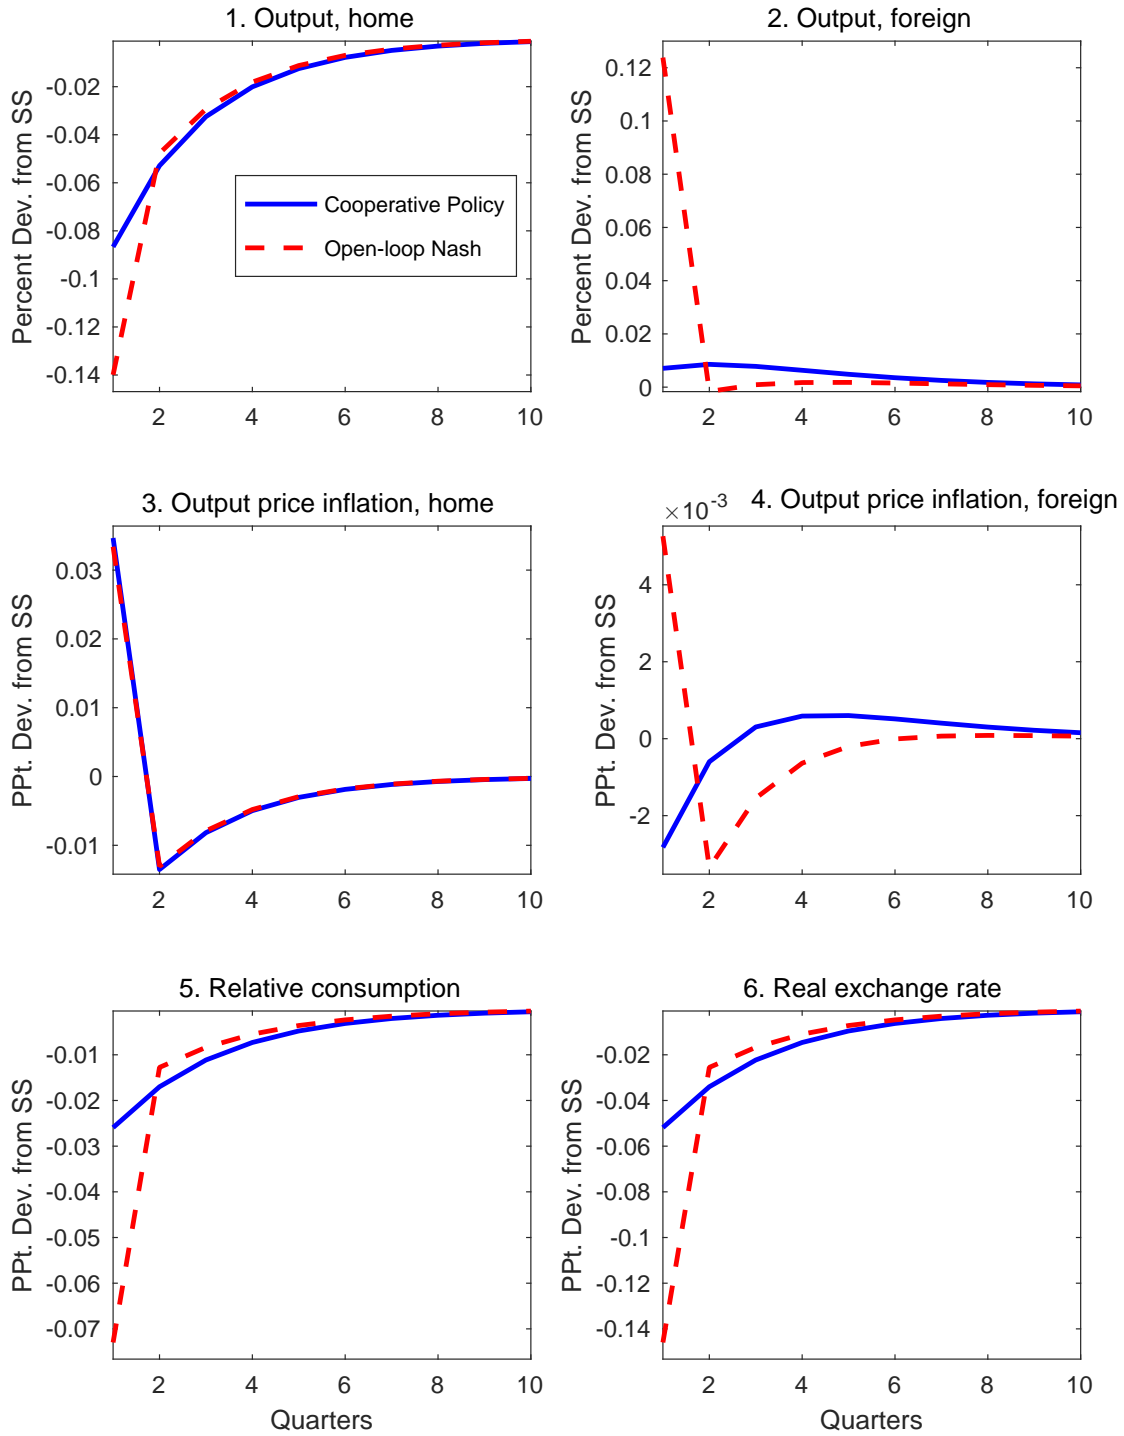 1. Output, home
Percent Dev. from SS
-0.02
-0.04
-0.06
-0.08
-0.1
-0.12
-0.14
2 4 6 8 10
Cooperative Policy
Open-loop Nash
2. Output, foreign
Percent Dev. from SS
0.12
0.1
0.08
0.06
0.04
0.02
0
2 4 6 8 10
3. Output price inflation, home
PPt. Dev. from SS
0.03
0.02
0.01
0
-0.01
2 4 6 8 10
4. Output price inflation, foreign
×10^-3
PPt. Dev. from SS
4
2
0
-2
2 4 6 8 10
5. Relative consumption
PPt. Dev. from SS
-0.01
-0.02
-0.03
-0.04
-0.05
-0.06
-0.07
2 4 6 8 10
Quarters
6. Real exchange rate
PPt. Dev. from SS
-0.02
-0.04
-0.06
-0.08
-0.1
-0.12
-0.14
2 4 6 8 10
Quarters